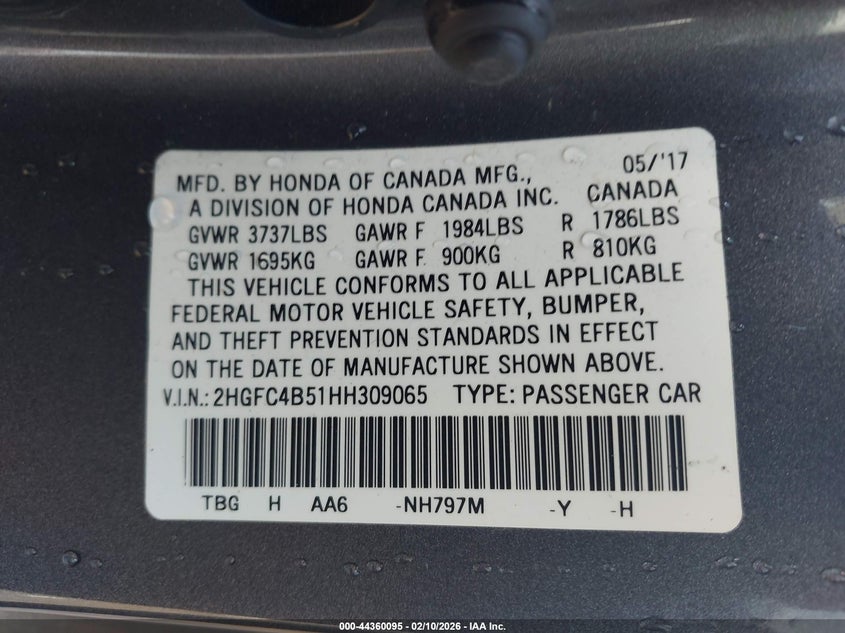 MFD. BY HONDA OF CANADA MFG., 05/'17
A DIVISION OF HONDA CANADA INC. CANADA
GVWR 3737LBS GAWR F 1984LBS R 1786LBS
GVWR 1695KG GAWR F 900KG R 810KG
THIS VEHICLE CONFORMS TO ALL APPLICABLE
FEDERAL MOTOR VEHICLE SAFETY, BUMPER,
AND THEFT PREVENTION STANDARDS IN EFFECT
ON THE DATE OF MANUFACTURE SHOWN ABOVE.
V.I.N.: 2HGFC4B51HH309065 TYPE: PASSENGER CAR
TBG H AA6 -NH797M -Y -H
000-44360095 - 02/10/2026 - IAA Inc.